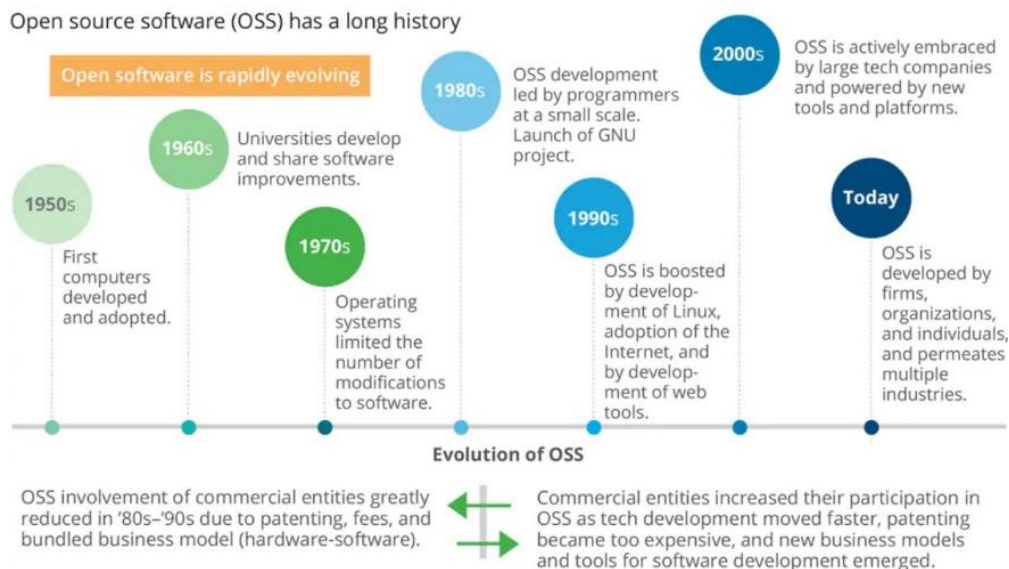 Open source software (OSS) has a long history
Open software is rapidly evolving
1950s
First
computers
developed
and adopted.
1960s
Universities develop
and share software
improvements.
1970s
Operating
systems
limited the
number of
modifications
to software.
1980s
OSS development
led by programmers
at a small scale.
Launch of GNU
project.
1990s
OSS is boosted
by develop-
ment of Linux,
adoption of the
Internet, and
by develop-
ment of web
tools.
2000s
OSS is actively embraced
by large tech companies
and powered by new
tools and platforms.
Today
OSS is
developed by
firms,
organizations,
and individuals,
and permeates
multiple
industries.
Evolution of OSS
OSS involvement of commercial entities greatly
reduced in ’80s–’90s due to patenting, fees, and
bundled business model (hardware-software).
Commercial entities increased their participation in
OSS as tech development moved faster, patenting
became too expensive, and new business models
and tools for software development emerged.